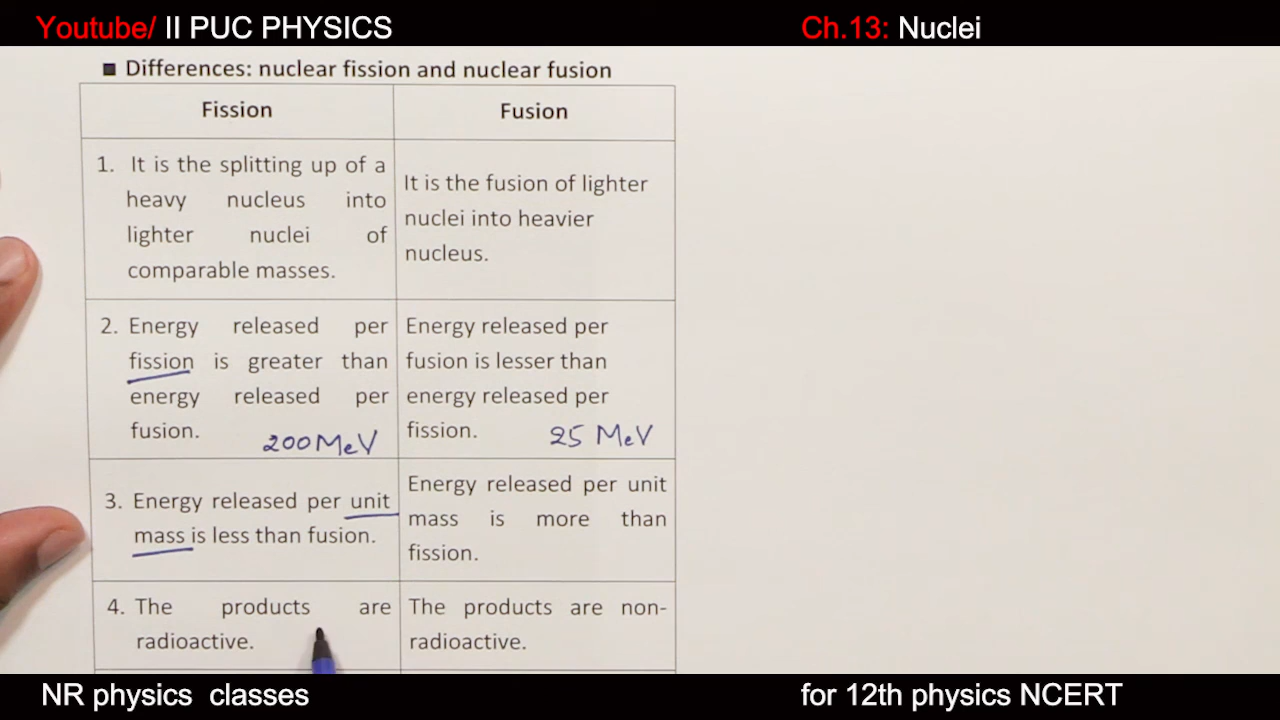 Youtube/ II PUC PHYSICS
Ch.13: Nuclei
■ Differences: nuclear fission and nuclear fusion
Fission
Fusion
1. It is the splitting up of a
heavy nucleus into
lighter nuclei of
comparable masses.
It is the fusion of lighter
nuclei into heavier
nucleus.
2. Energy released per
fission is greater than
energy released per
fusion.
200 MeV
Energy released per
fusion is lesser than
energy released per
fission.
25 MeV
3. Energy released per unit
mass is less than fusion.
Energy released per unit
mass is more than
fission.
4. The products are
radioactive.
The products are non-
radioactive.
NR physics classes
for 12th physics NCERT